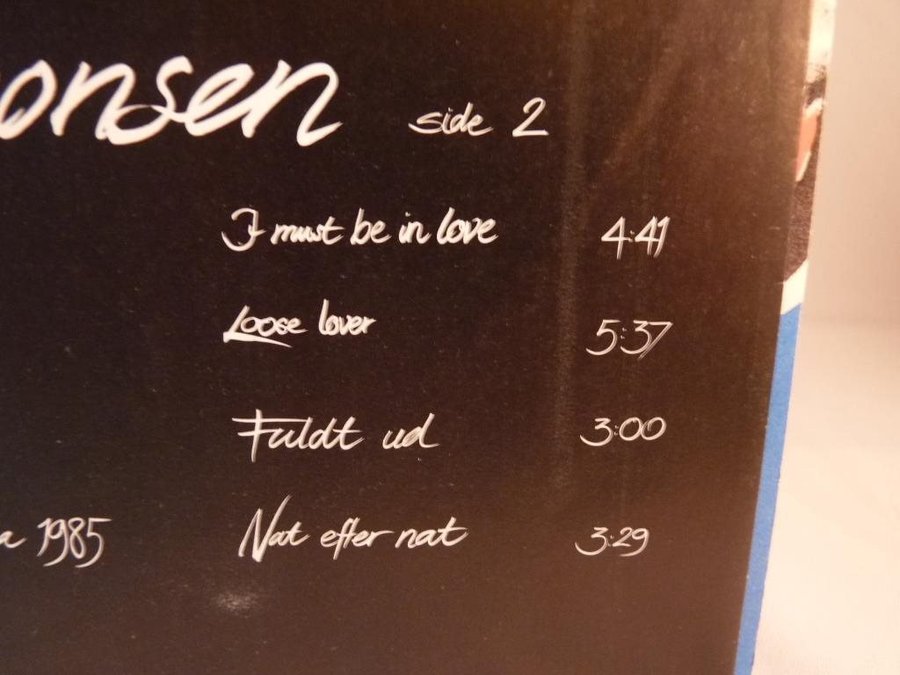 onsen side 2
I must be in love 4:41
Loose lover 5:37
Fuldt ud 3:00
a 1985 Nat efter nat 3:29